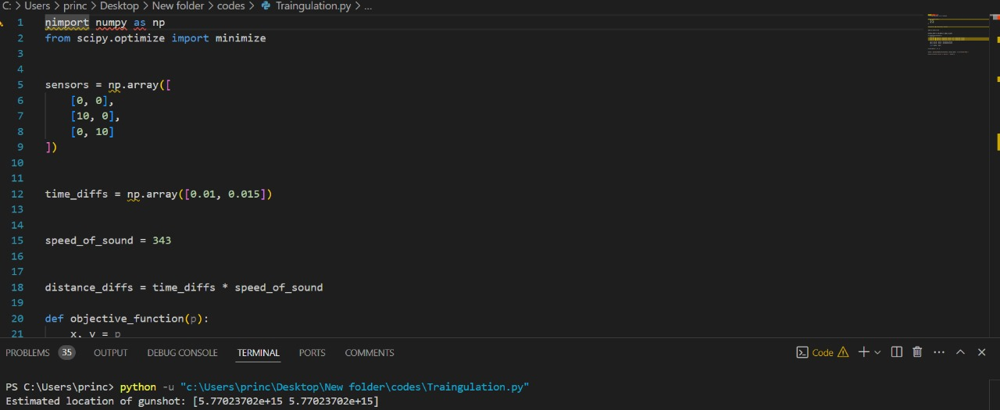 C: > Users > princ > Desktop > New folder > codes > Traingulation.py > ...
1 nimport numpy as np
2 from scipy.optimize import minimize
3
4
5 sensors = np.array([
6     [0, 0],
7     [10, 0],
8     [0, 10]
9 ])
10
11
12 time_diffs = np.array([0.01, 0.015])
13
14
15 speed_of_sound = 343
16
17
18 distance_diffs = time_diffs * speed_of_sound
19
20 def objective_function(p):
21     x, y = p
PROBLEMS 35 OUTPUT DEBUG CONSOLE TERMINAL PORTS COMMENTS Code
PS C:\Users\princ> python -u "c:\Users\princ\Desktop\New folder\codes\Traingulation.py"
Estimated location of gunshot: [5.77023702e+15 5.77023702e+15]